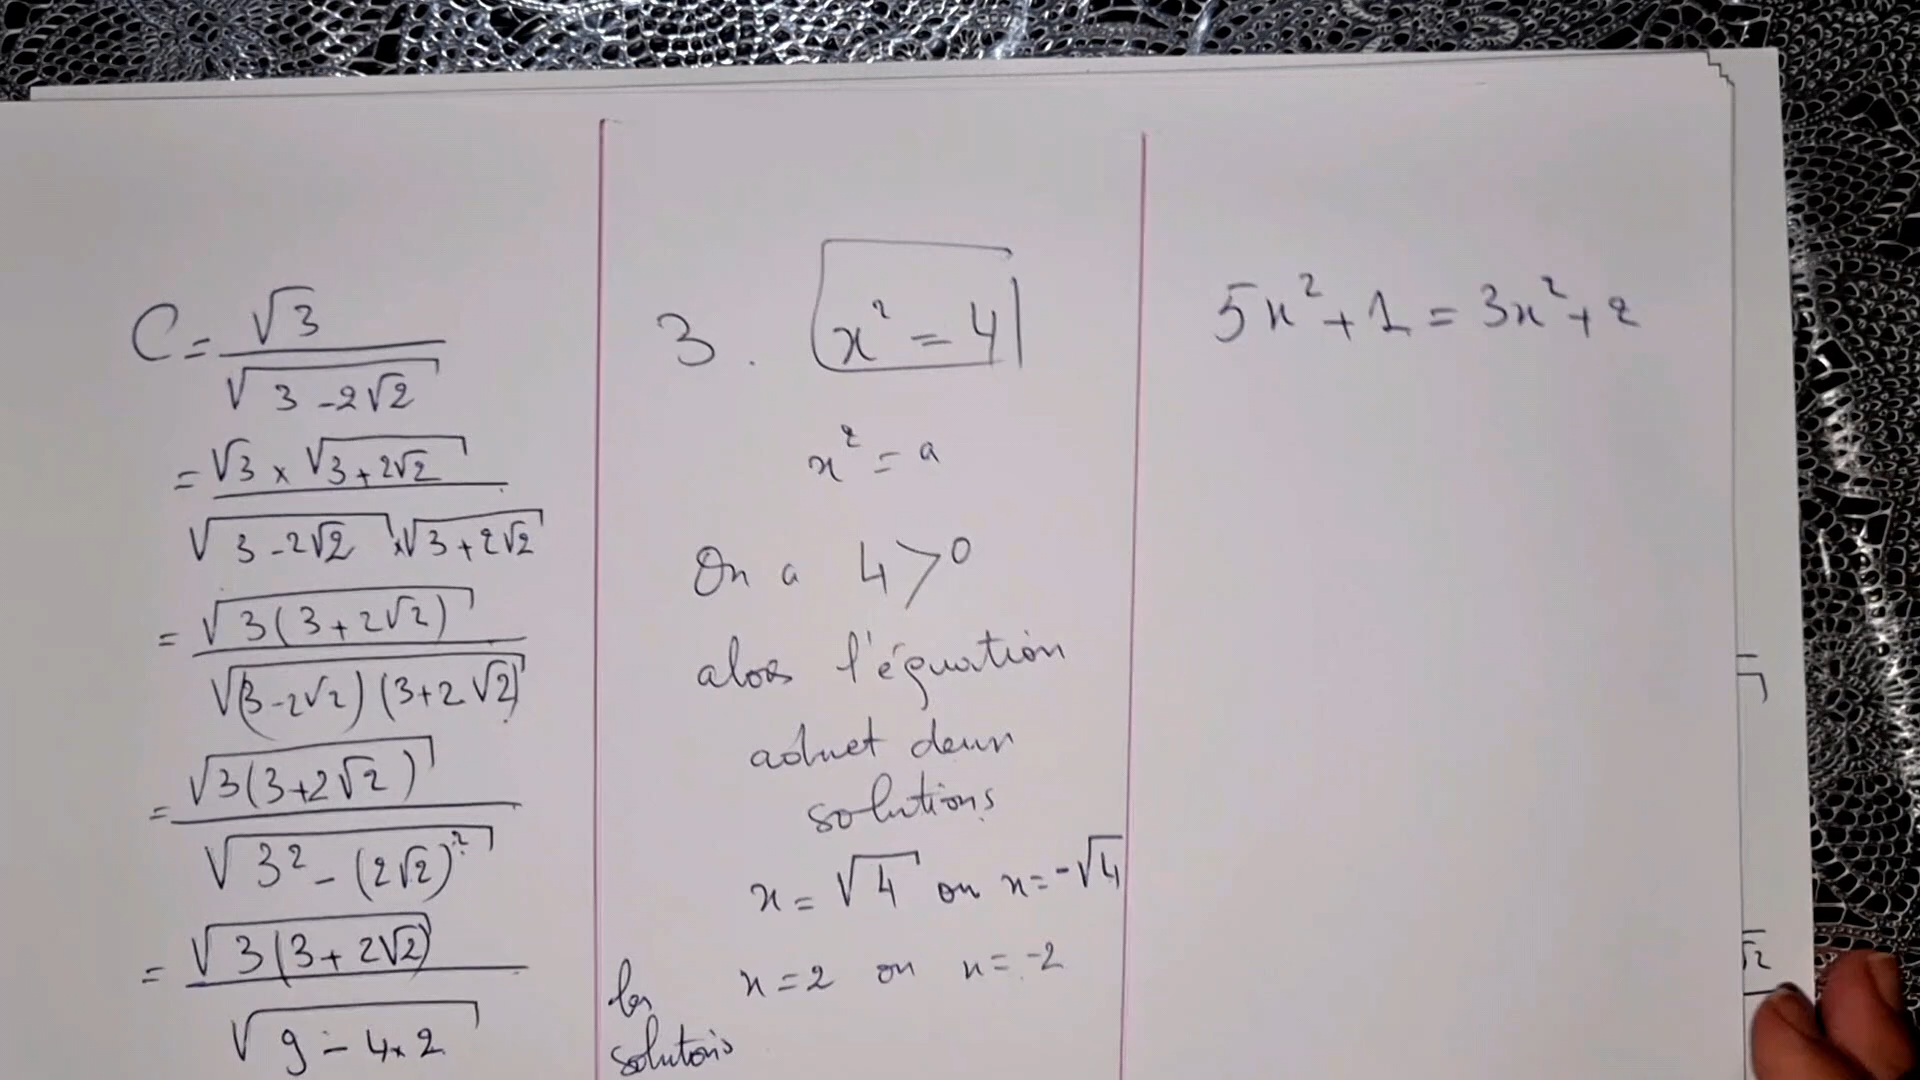 C = √3 / √(3 - 2√2)
= √3 × √(3 + 2√2) / √(3 - 2√2) × √(3 + 2√2)
= √(3(3 + 2√2)) / √((3 - 2√2)(3 + 2√2))
= √(3(3 + 2√2)) / √(3² - (2√2)²)
= √(3(3 + 2√2)) / √(9 - 4×2)
3. x² = 4
x² = a
On a 4 > 0
alors l'équation
admet deux
solutions
x = √4 ou x = -√4
x = 2 ou x = -2
les
solutions
5x² + 1 = 3x² + 2
√2